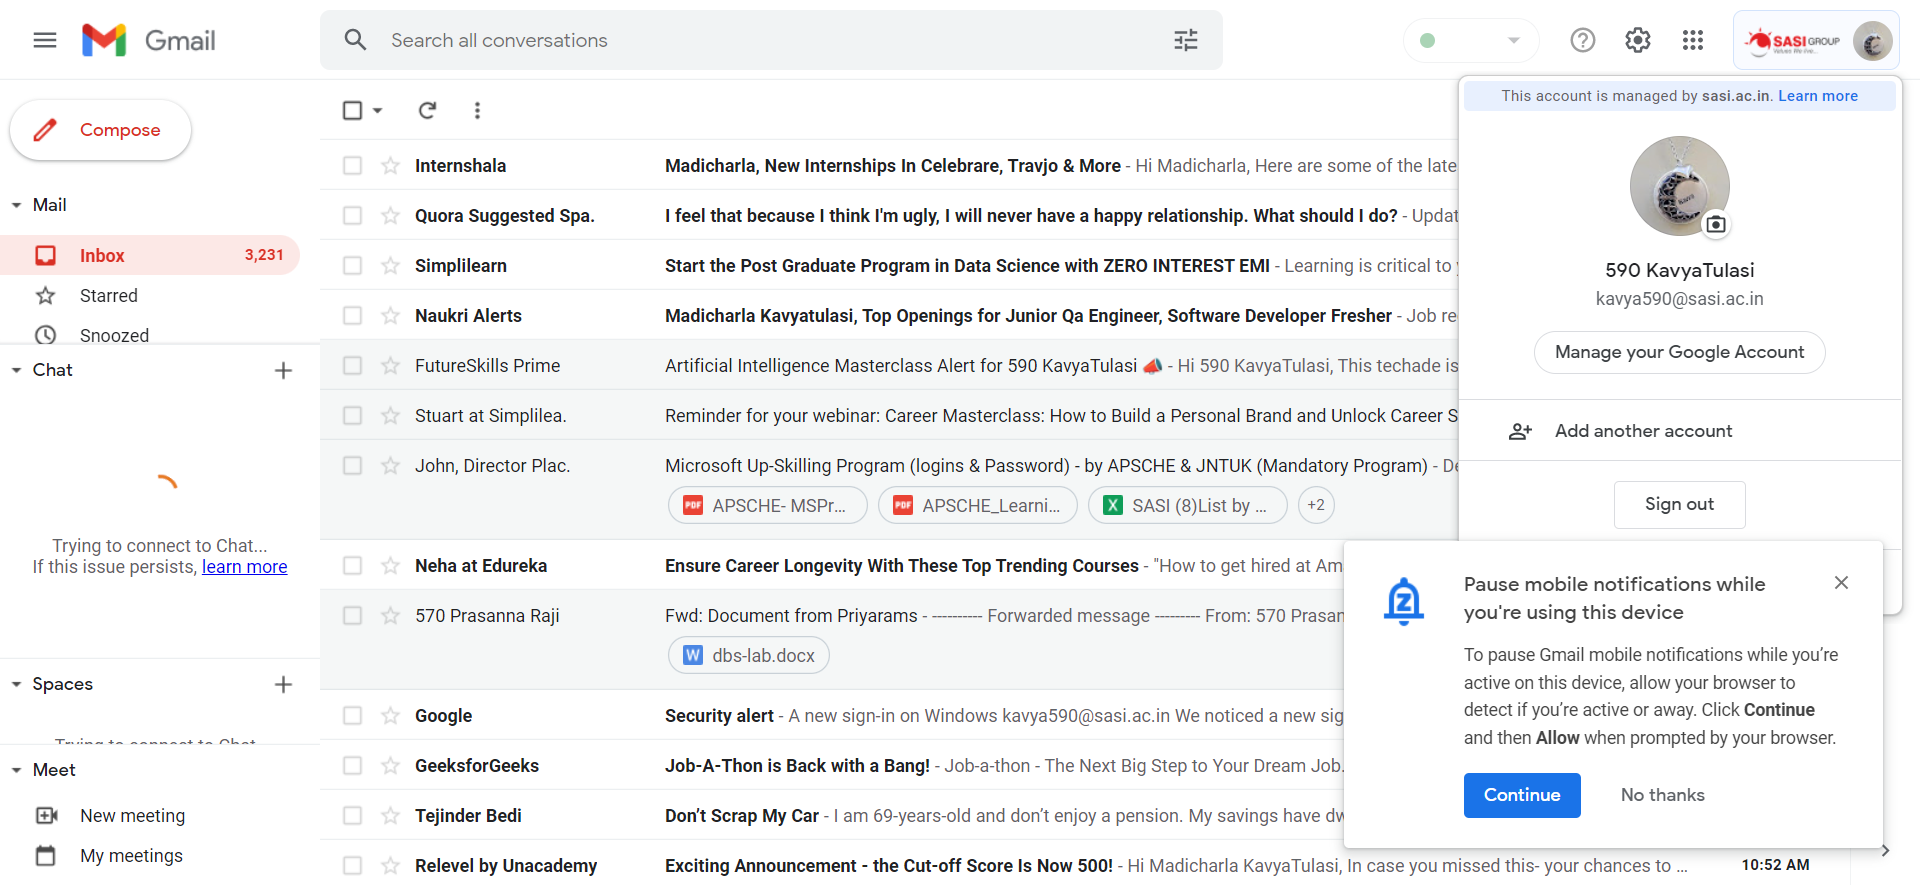 Gmail
Search all conversations
SASI GROUP
Compose
Mail
Inbox 3,231
Starred
Snoozed
Chat
Trying to connect to Chat...
If this issue persists, learn more
Spaces
Trying to connect to Chat
Meet
New meeting
My meetings
Internshala Madicharla, New Internships In Celebrare, Travjo & More - Hi Madicharla, Here are some of the late
Quora Suggested Spa. I feel that because I think I'm ugly, I will never have a happy relationship. What should I do? - Updat
Simplilearn Start the Post Graduate Program in Data Science with ZERO INTEREST EMI - Learning is critical to
Naukri Alerts Madicharla Kavyatulasi, Top Openings for Junior Qa Engineer, Software Developer Fresher - Job re
FutureSkills Prime Artificial Intelligence Masterclass Alert for 590 KavyaTulasi 📣 - Hi 590 KavyaTulasi, This techade is
Stuart at Simplilea. Reminder for your webinar: Career Masterclass: How to Build a Personal Brand and Unlock Career S
John, Director Plac. Microsoft Up-Skilling Program (logins & Password) - by APSCHE & JNTUK (Mandatory Program) - De
PDF APSCHE- MSPr... PDF APSCHE_Learni... X SASI (8)List by ... +2
Neha at Edureka Ensure Career Longevity With These Top Trending Courses - "How to get hired at Am
570 Prasanna Raji Fwd: Document from Priyarams - ---------- Forwarded message --------- From: 570 Prasan
W dbs-lab.docx
Google Security alert - A new sign-in on Windows kavya590@sasi.ac.in We noticed a new sig
GeeksforGeeks Job-A-Thon is Back with a Bang! - Job-a-thon - The Next Big Step to Your Dream Job.
Tejinder Bedi Don't Scrap My Car - I am 69-years-old and don't enjoy a pension. My savings have dw
Relevel by Unacademy Exciting Announcement - the Cut-off Score Is Now 500! - Hi Madicharla KavyaTulasi, In case you missed this- your chances to ... 10:52 AM
This account is managed by sasi.ac.in. Learn more
590 KavyaTulasi
kavya590@sasi.ac.in
Manage your Google Account
Add another account
Sign out
Pause mobile notifications while
you're using this device
To pause Gmail mobile notifications while you're
active on this device, allow your browser to
detect if you're active or away. Click Continue
and then Allow when prompted by your browser.
Continue No thanks